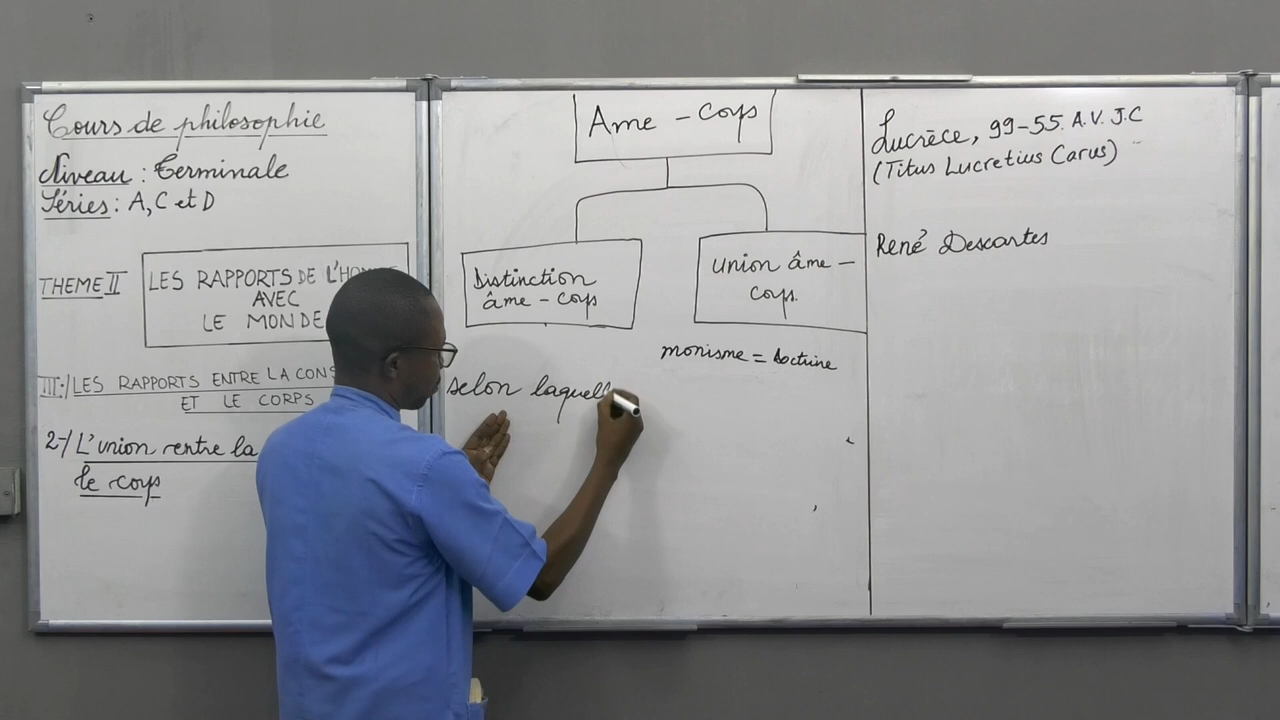 Cours de philosophie
Niveau : Terminale
Séries : A, C et D
THEME II
LES RAPPORTS DE L'HO
AVEC
LE MONDE
III-/ LES RAPPORTS ENTRE LA CONS
ET LE CORPS
2-/ L'union entre la
le corps
Ame - Corps
Distinction
âme - corps
Union âme -
corps.
monisme = doctrine
selon laquell
Lucrèce, 99-55. A.V. J.C
(Titus Lucretius Carus)
René Descartes